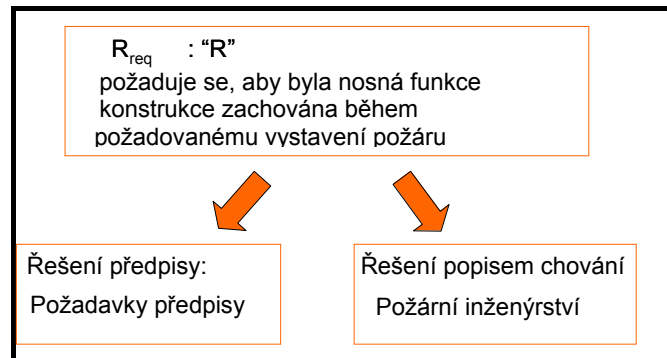 R_req : “R”
požaduje se, aby byla nosná funkce
konstrukce zachována během
požadovanému vystavení požáru
Řešení předpisy:
Požadavky předpisy
Řešení popisem chování
Požární inženýrství